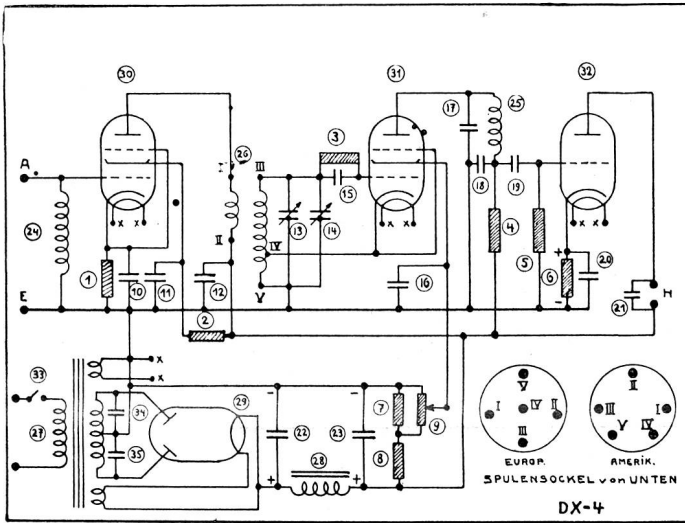 30 31 32
17 25
3
I 26 III
A
15 18 19
24 13 14 4
IV
II 5 6 + 20
1 10 11 12 V 16 - 21 H
E
2
x
33 x V II
34 29 - - 7 I IV II III I
27 22 23 9 V IV
35 III
28 8 EUROP. AMERIK.
+ + SPULENSOCKEL von UNTEN
DX-4
x x x x x x